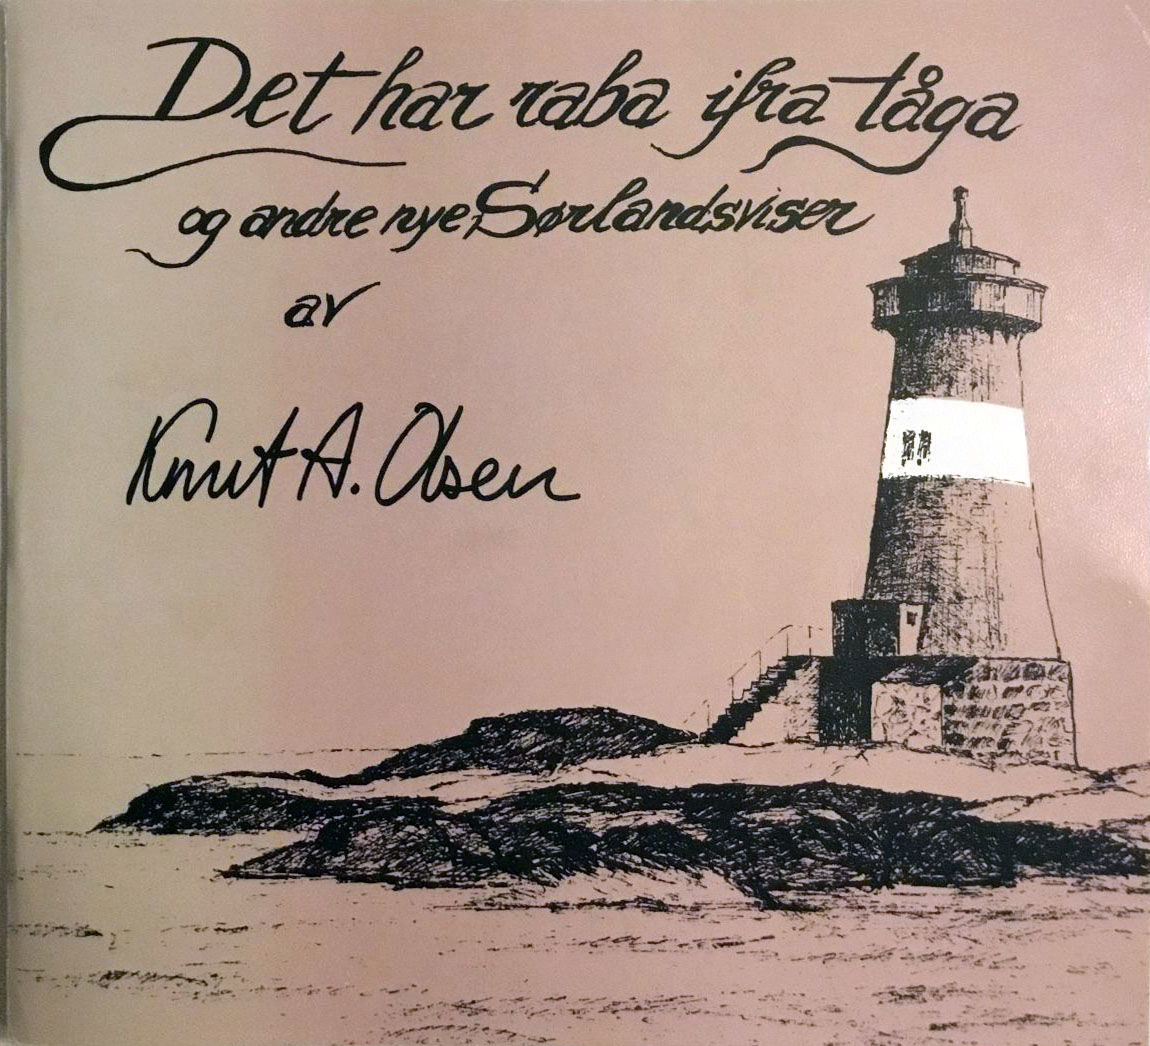 Det har raba ifra tåga
og andre nye Sørlandsviser
av
Knut A. Olsen